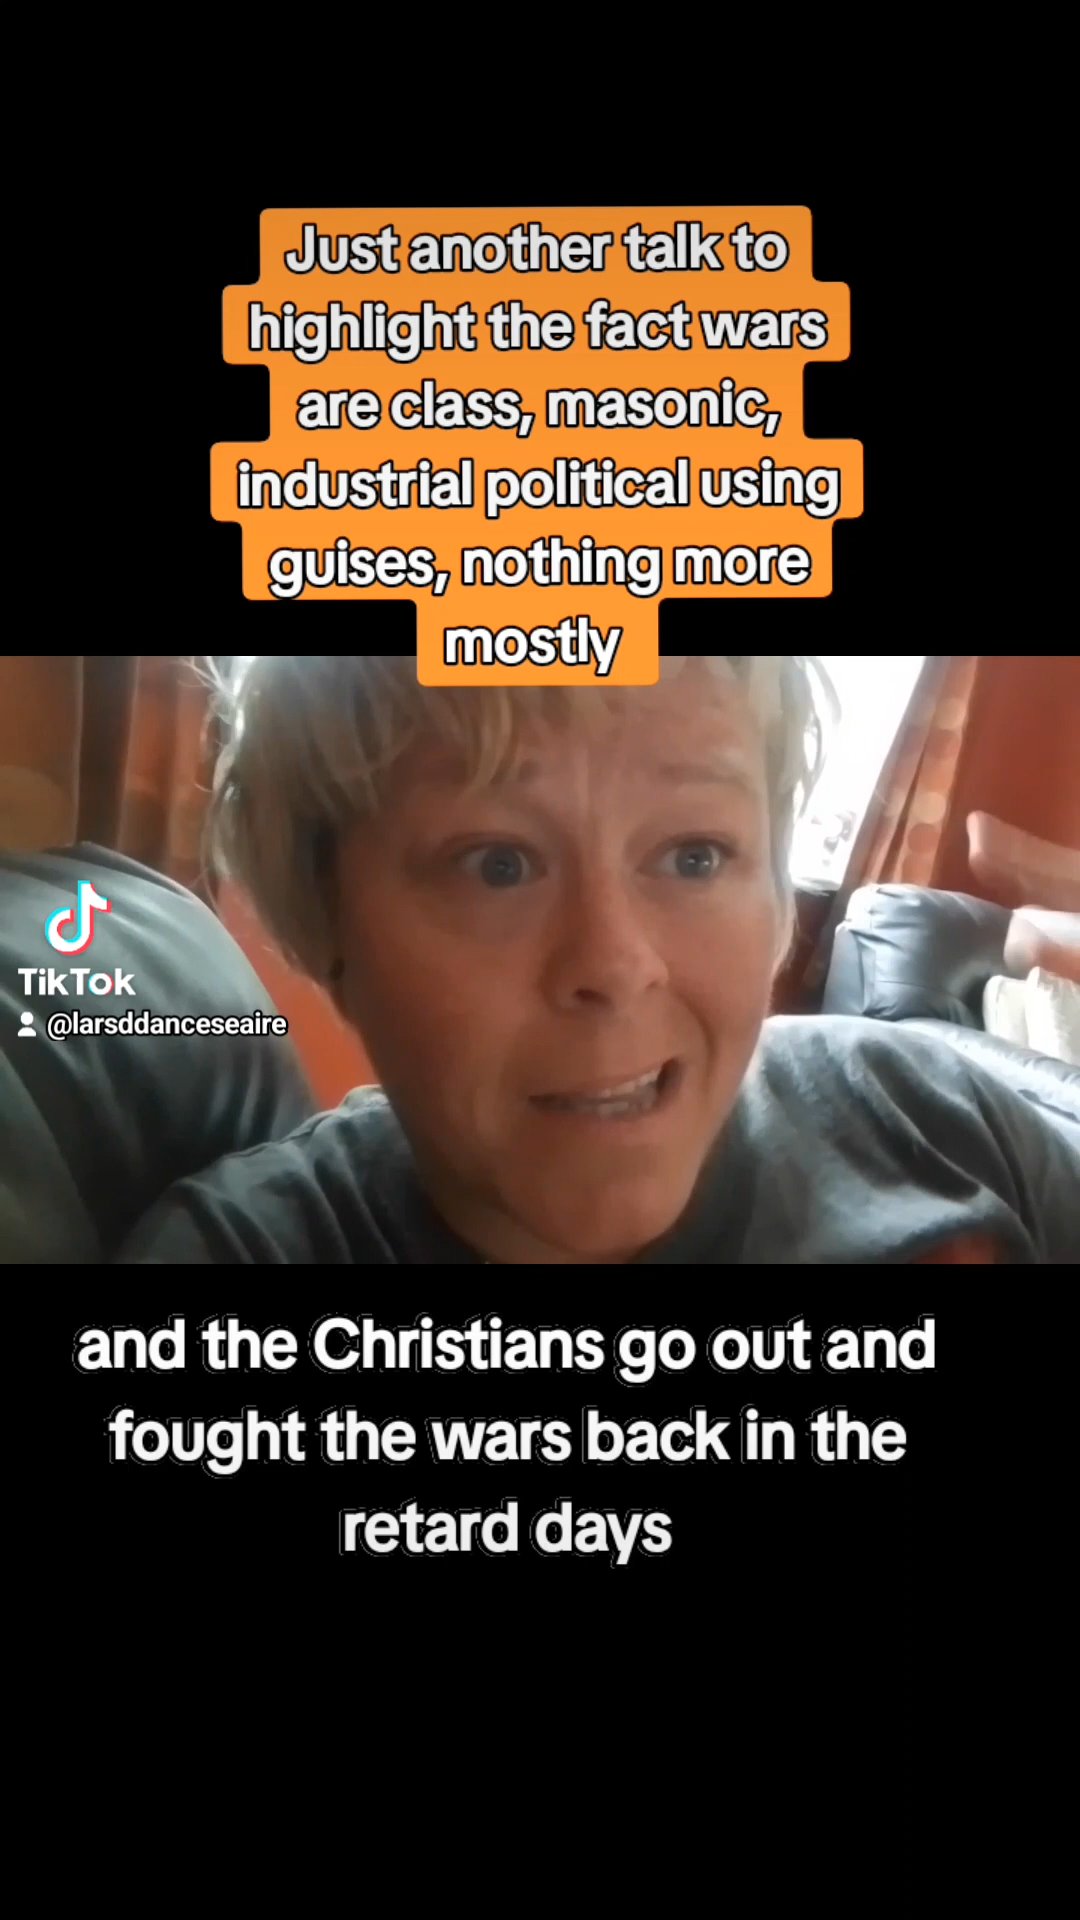 Just another talk to
highlight the fact wars
are class, masonic,
industrial political using
guises, nothing more
mostly
TikTok
@larsddanceseaire
and the Christians go out and
fought the wars back in the
retard days